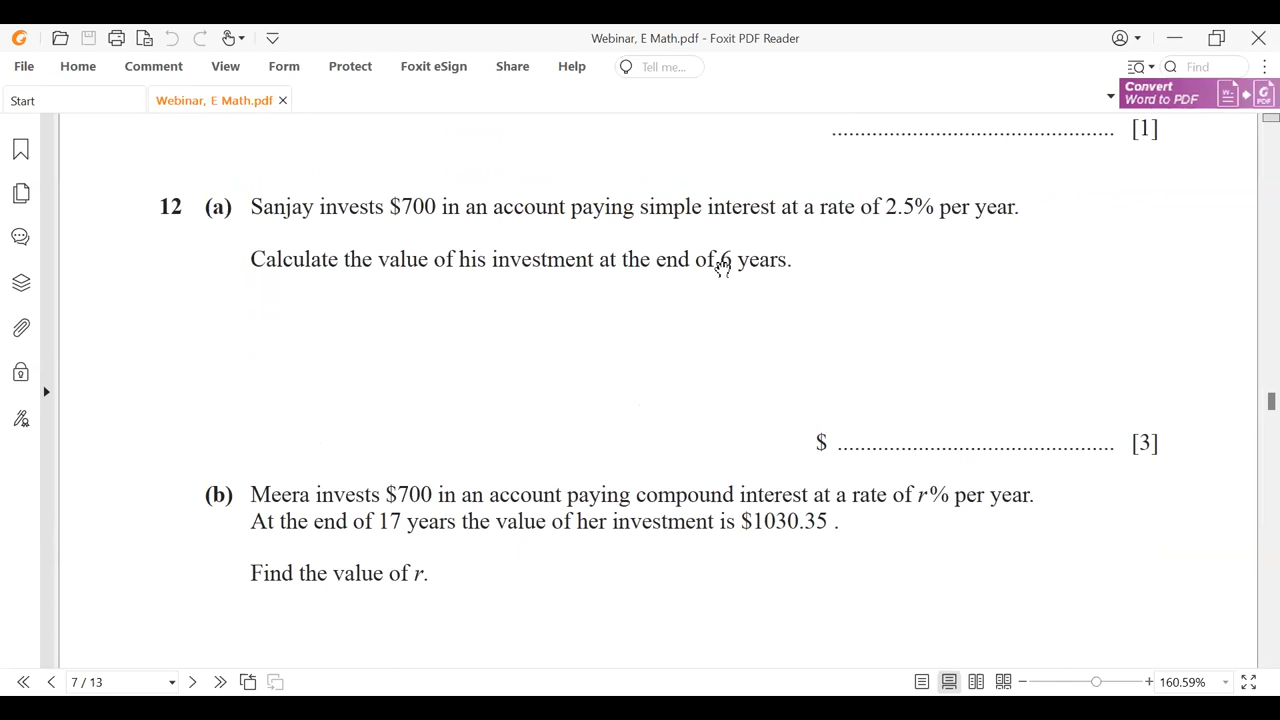 Webinar, E Math.pdf - Foxit PDF Reader
File Home Comment View Form Protect Foxit eSign Share Help Tell me... Find
Start Webinar, E Math.pdf Convert
Word to PDF
PDF
............................................. [1]
12 (a) Sanjay invests $700 in an account paying simple interest at a rate of 2.5% per year.
Calculate the value of his investment at the end of 6 years.
$ ............................................. [3]
(b) Meera invests $700 in an account paying compound interest at a rate of r% per year.
At the end of 17 years the value of her investment is $1030.35 .
Find the value of r.
7 / 13 160.59%